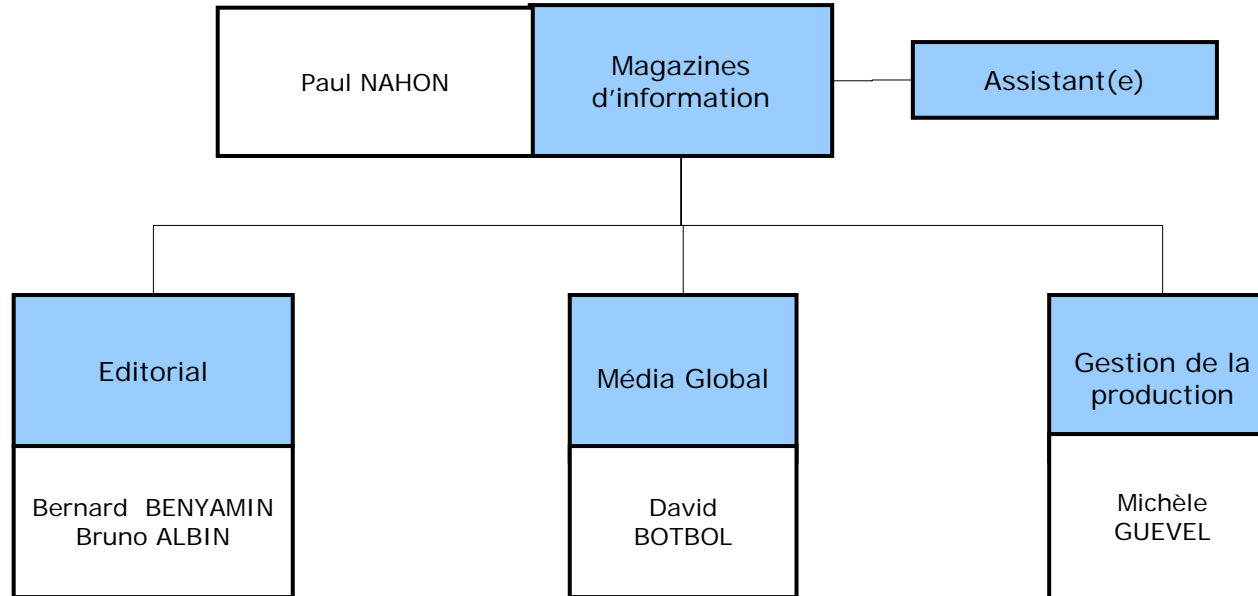 Paul NAHON
Magazines
d'information
Assistant(e)
Editorial
Média Global
Gestion de la
production
Bernard BENYAMIN
Bruno ALBIN
David
BOTBOL
Michèle
GUEVEL